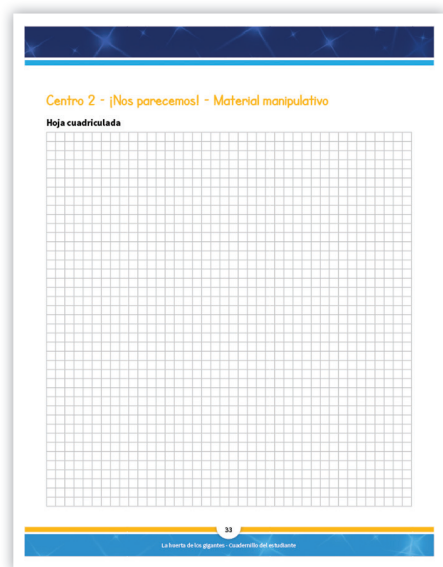 Centro 2 - ¡Nos parecemos! - Material manipulativo
Hoja cuadriculada
33
La huerta de los gigantes - Cuadernillo del estudiante